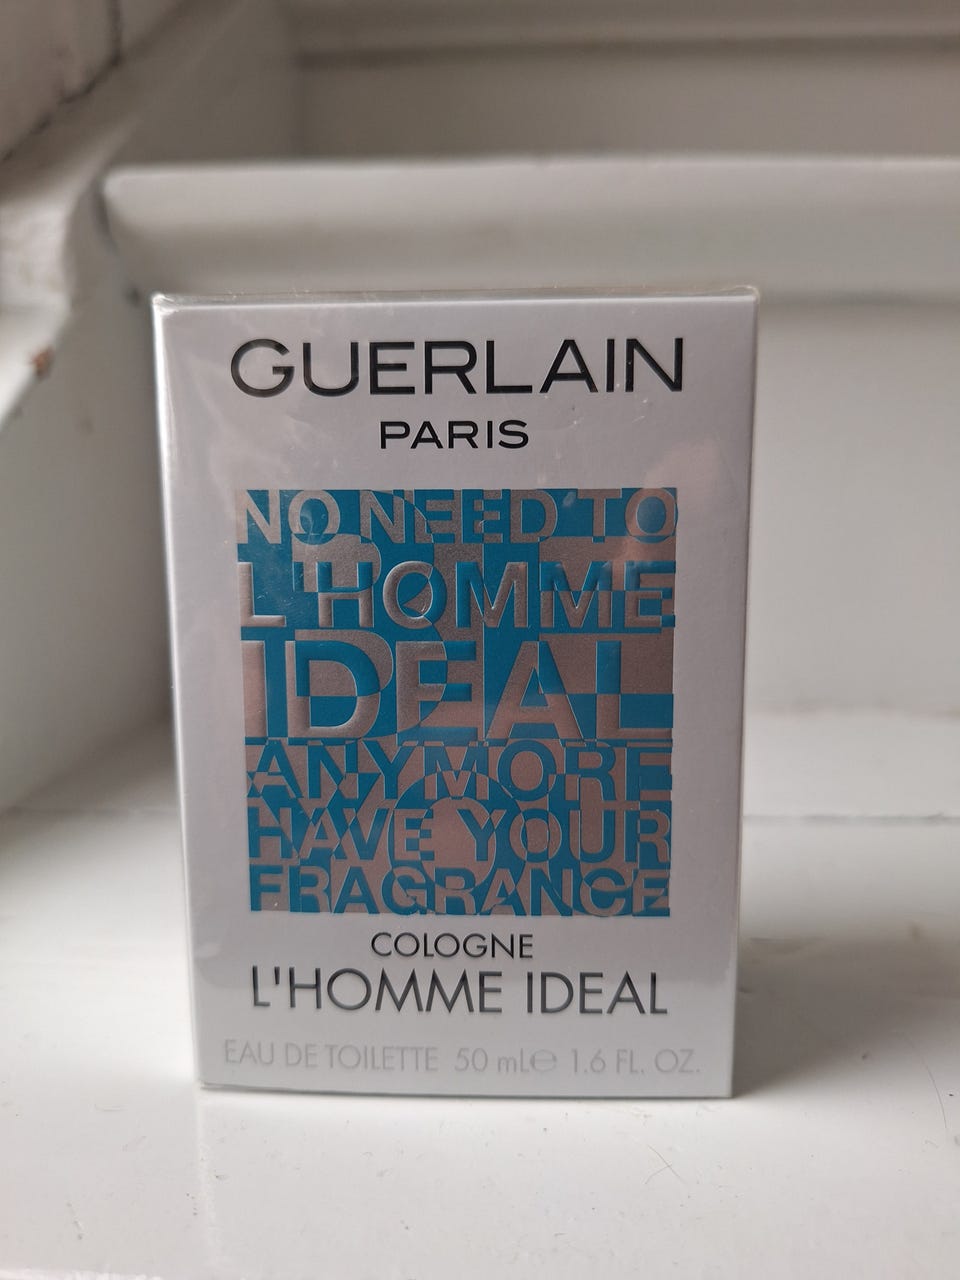 GUERLAIN
PARIS
NO NEED TO
L'HOMME
IDEAL
ANYMORE
HAVE YOUR
FRAGRANCE
COLOGNE
L'HOMME IDEAL
EAU DE TOILETTE 50 mL℮ 1.6 FL. OZ.